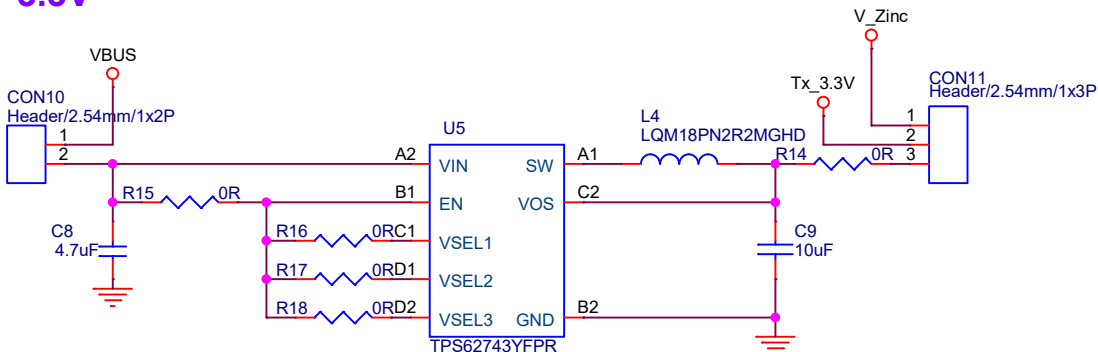 3.3V
V_Zinc
VBUS
Tx_3.3V
CON10
Header/2.54mm/1x2P
1
2
CON11
Header/2.54mm/1x3P
1
2
3
L4
LQM18PN2R2MGHD
U5
A2
VIN
SW
A1
R14
0R
R15
0R
B1
EN
VOS
C2
R16
0R
C1
VSEL1
C8
4.7uF
C9
10uF
R17
0R
D1
VSEL2
R18
0R
D2
VSEL3
GND
B2
TPS62743YFPR